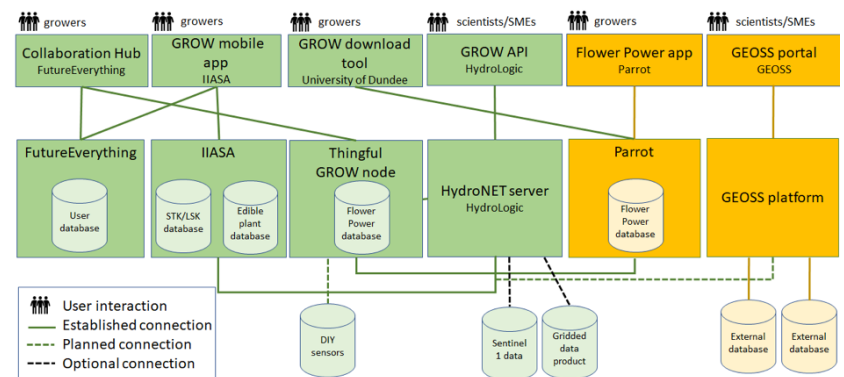 growers
growers
growers
scientists/SMEs
growers
scientists/SMEs
Collaboration Hub
FutureEverything
GROW mobile
app
IIASA
GROW download
tool
University of Dundee
GROW API
HydroLogic
Flower Power app
Parrot
GEOSS portal
GEOSS
FutureEverything
User
database
IIASA
STK/LSK
database
Edible
plant
database
Thingful
GROW node
Flower
Power
database
HydroNET server
HydroLogic
Parrot
Flower
Power
database
GEOSS platform
User interaction
Established connection
Planned connection
Optional connection
DIY
sensors
Sentinel
1 data
Gridded
data
product
External
database
External
database